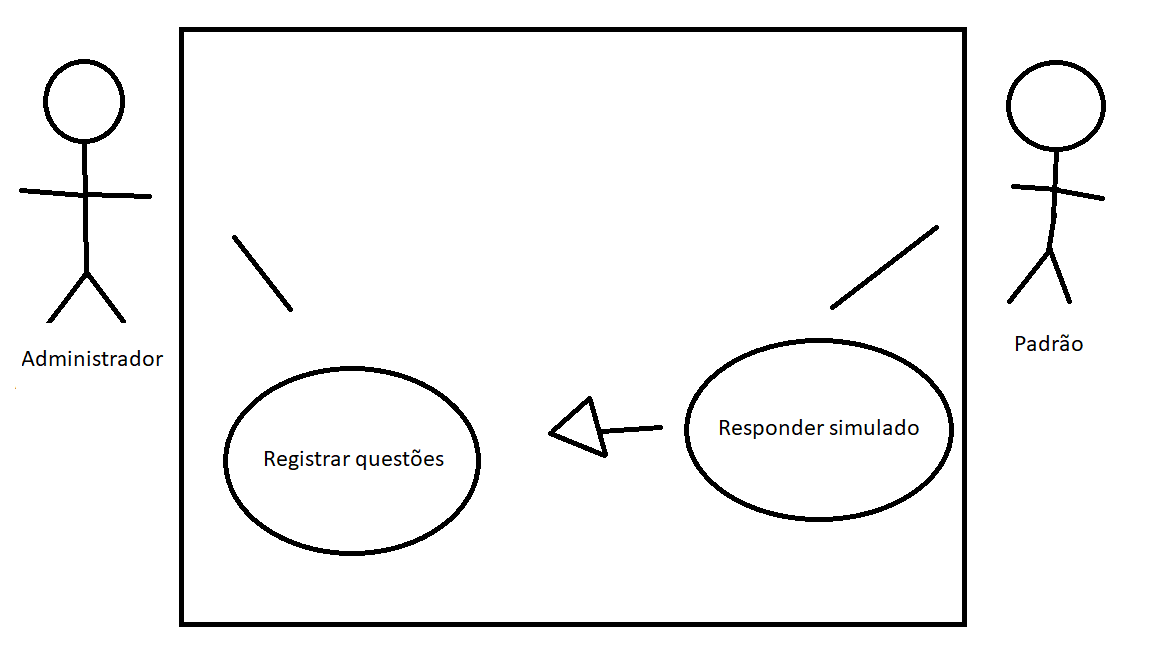 Administrador
Padrão
Registrar questões
Responder simulado